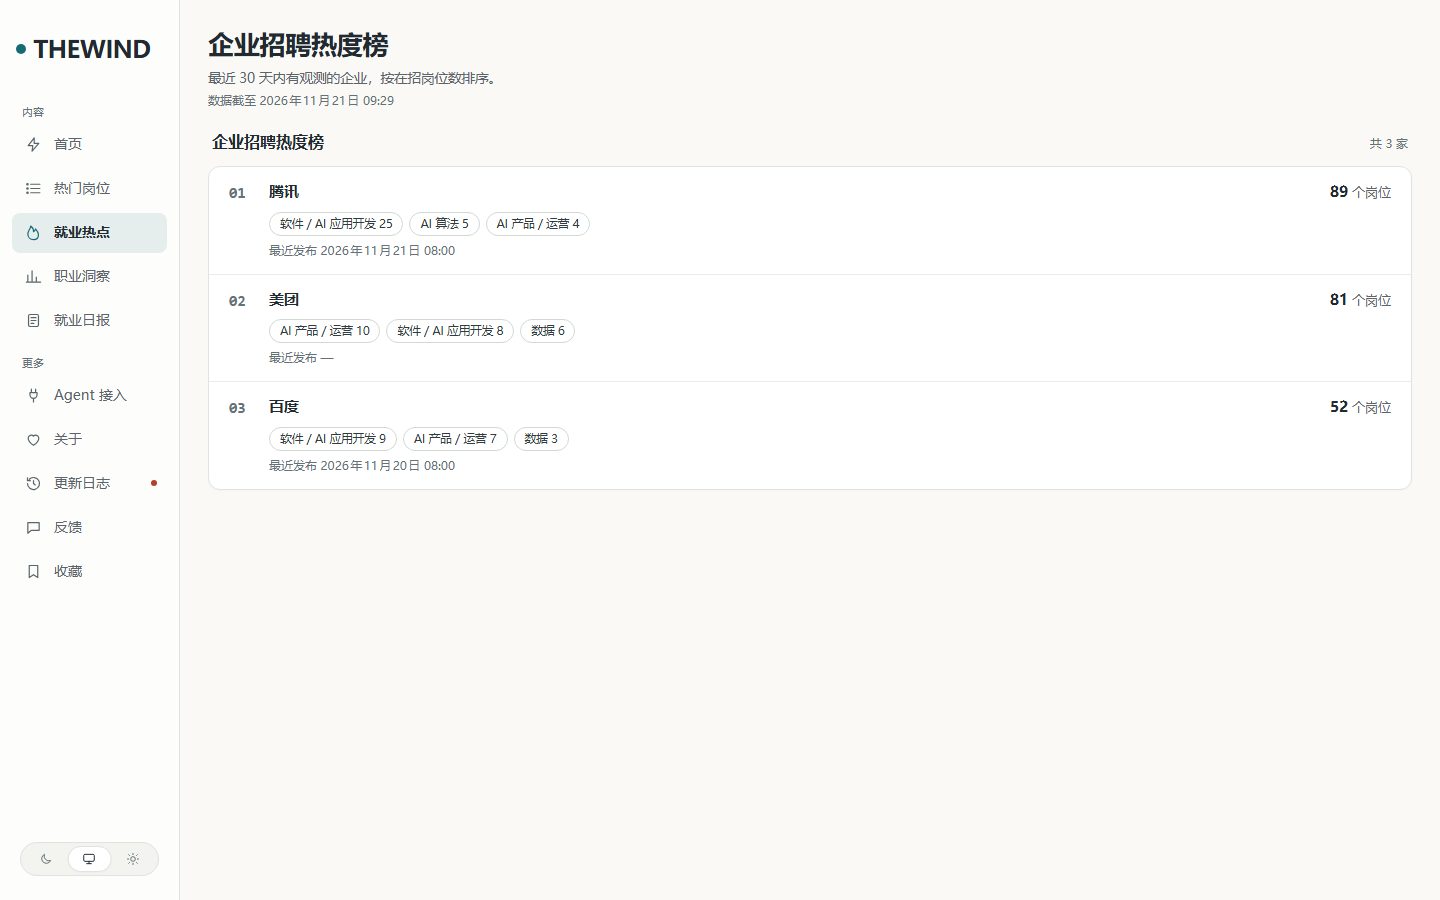 THEWIND
内容
首页
热门岗位
就业热点
职业洞察
就业日报
更多
Agent 接入
关于
更新日志
反馈
收藏
企业招聘热度榜
最近 30 天内有观测的企业，按在招岗位数排序。
数据截至 2026年11月21日 09:29
企业招聘热度榜 共 3 家
01 腾讯 89 个岗位
软件 / AI 应用开发 25 AI 算法 5 AI 产品 / 运营 4
最近发布 2026年11月21日 08:00
02 美团 81 个岗位
AI 产品 / 运营 10 软件 / AI 应用开发 8 数据 6
最近发布 —
03 百度 52 个岗位
软件 / AI 应用开发 9 AI 产品 / 运营 7 数据 3
最近发布 2026年11月20日 08:00